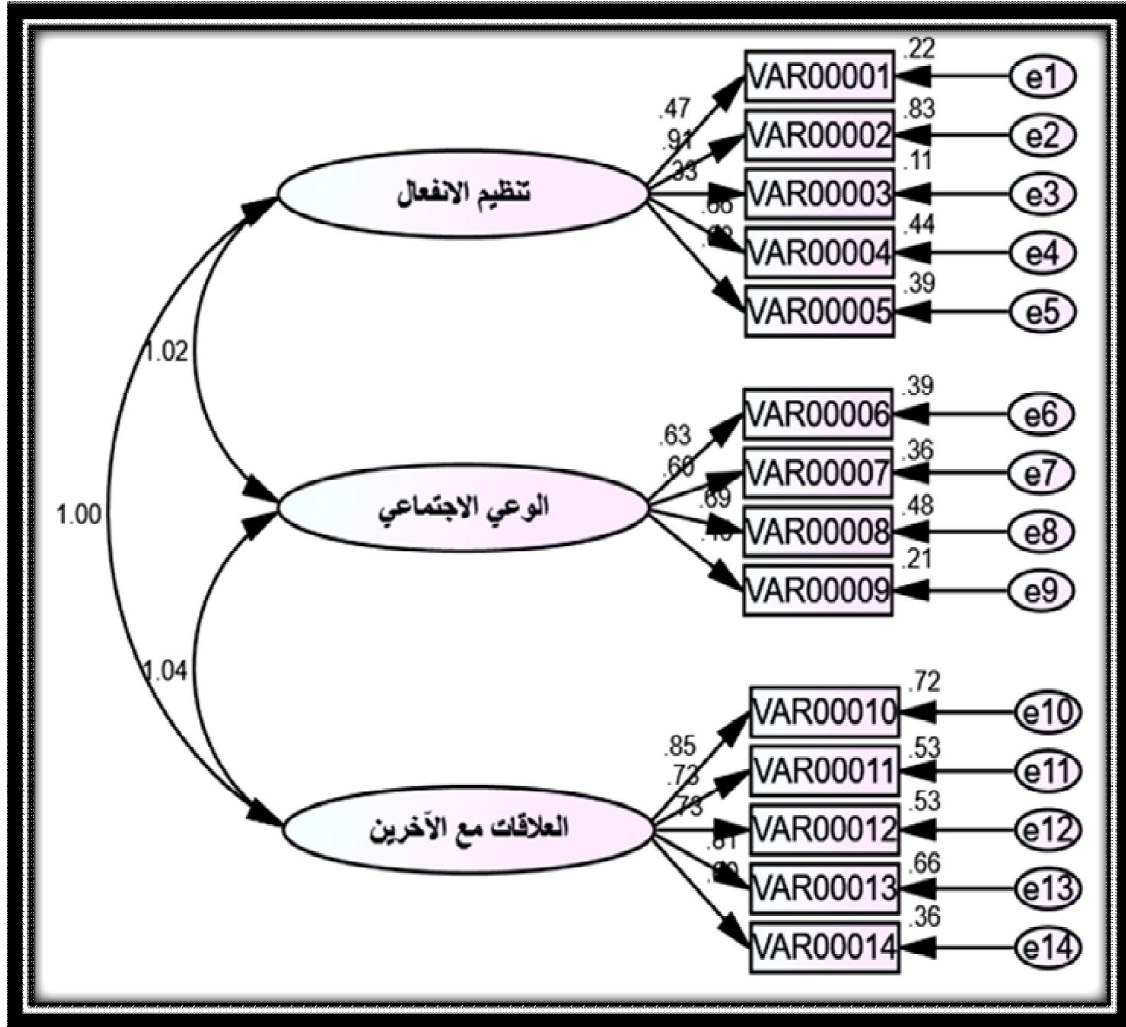 .22
VAR00001
e1
.47
.83
.91
VAR00002
e2
.33
.11
تنظيم الانفعال
VAR00003
e3
.44
VAR00004
e4
.39
VAR00005
e5
1.02
.39
VAR00006
e6
.63
.36
.60
VAR00007
e7
.69
.48
1.00
الوعي الاجتماعي
VAR00008
e8
.21
VAR00009
e9
1.04
.72
VAR00010
e10
.85
.53
.73
VAR00011
e11
.73
.53
العلاقات مع الآخرين
VAR00012
e12
.81
.66
VAR00013
e13
.36
VAR00014
e14